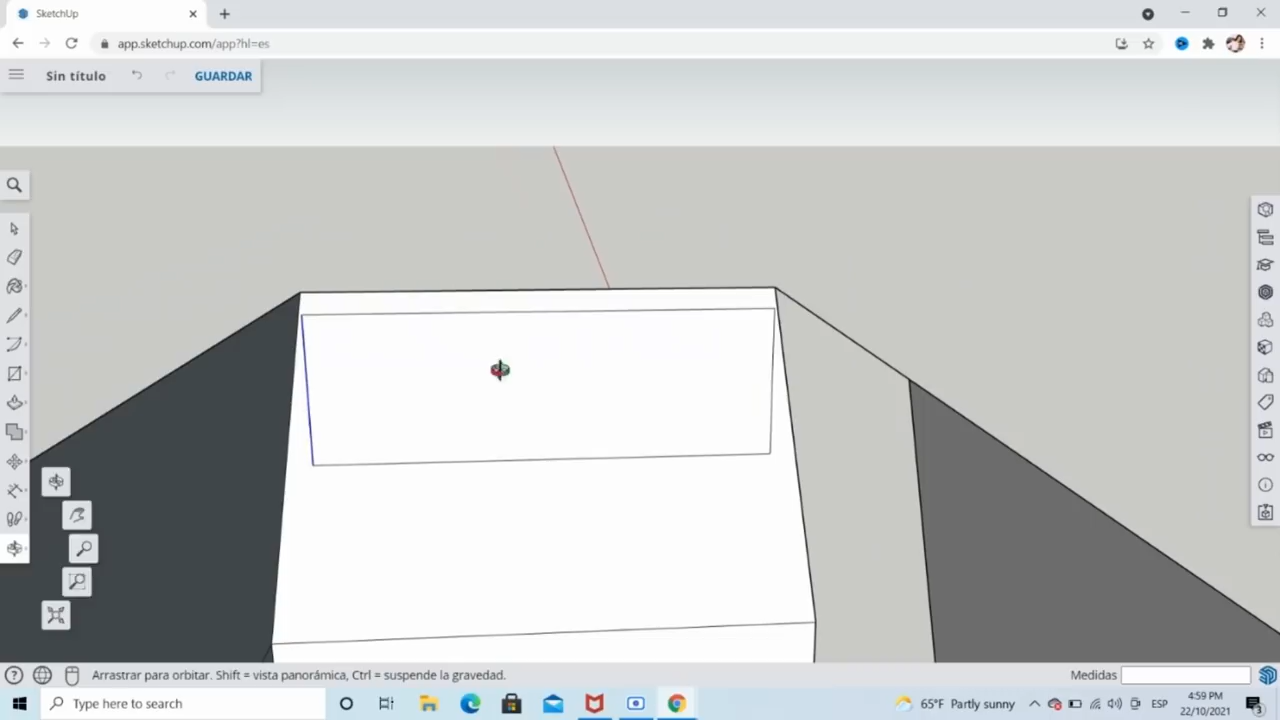 SketchUp
app.sketchup.com/app?hl=es
Sin título
GUARDAR
Arrastrar para orbitar. Shift = vista panorámica, Ctrl = suspende la gravedad.
Medidas
Type here to search
65°F Partly sunny
ESP
4:59 PM
22/10/2021
3